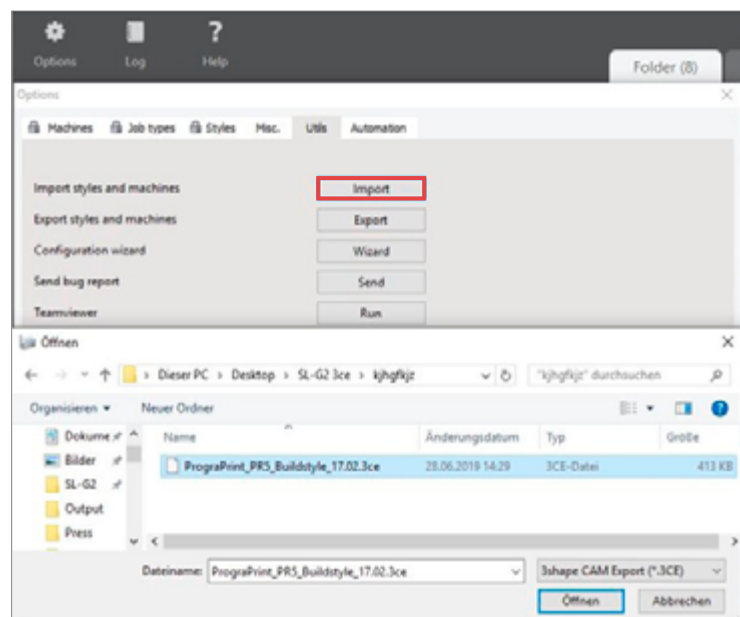 Options Log Help
Folder (8)
Options
Machines Job types Styles Misc. Utils Automation
Import styles and machines Import
Export styles and machines Export
Configuration wizard Wizard
Send bug report Send
Teamviewer Run
Öffnen
Dieser PC › Desktop › SL-G2 3ce › kjhgfkjz "kjhgfkjz" durchsuchen
Organisieren Neuer Ordner
Name Änderungsdatum Typ Größe
Dokume
Bilder
SL-G2
Output
Press
PrograPrint_PR5_Buildstyle_17.02.3ce 28.06.2019 14:29 3CE-Datei 413 KB
Dateiname: PrograPrint_PR5_Buildstyle_17.02.3ce 3shape CAM Export (*.3CE)
Öffnen Abbrechen